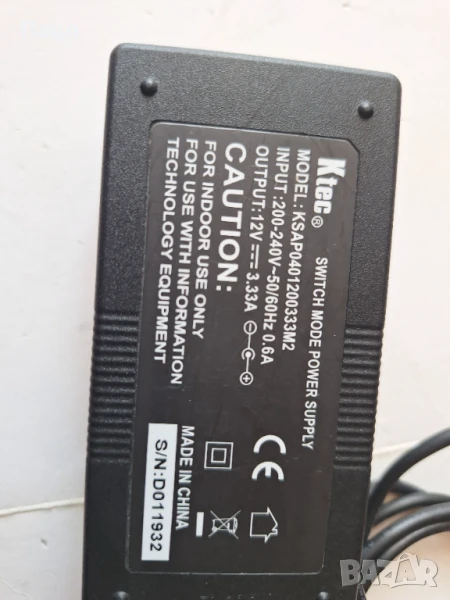 Ktec®
SWITCH MODE POWER SUPPLY
MODEL:KSAP0401200333M2
INPUT:200-240V~50/60Hz 0.6A
OUTPUT:12V⎓3.33A
CAUTION:
FOR INDOOR USE ONLY
FOR USE WITH INFORMATION
TECHNOLOGY EQUIPMENT
CE
MADE IN CHINA
S/N:D011932
bazar